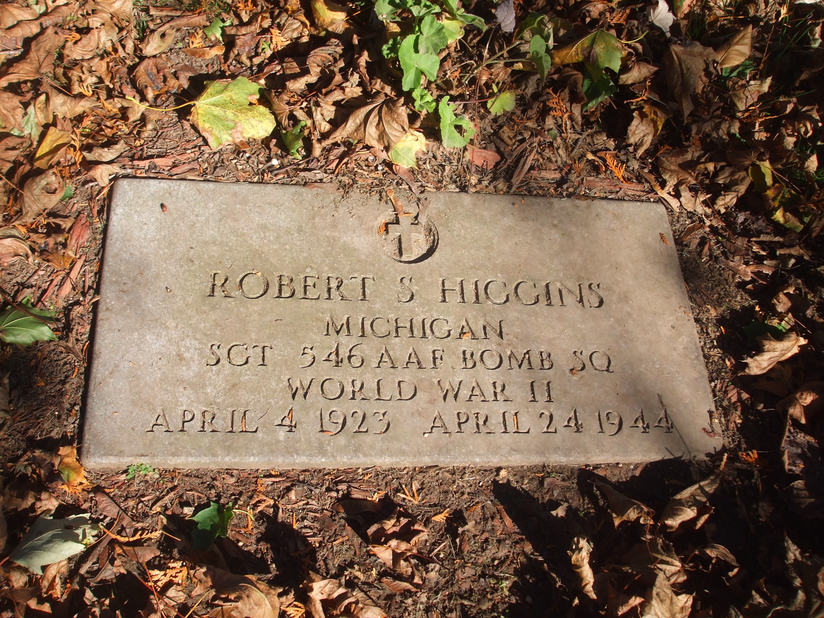 ROBERT S HIGGINS
MICHIGAN
SGT 546 AAF BOMB SQ
WORLD WAR II
APRIL 4 1923 APRIL 24 1944